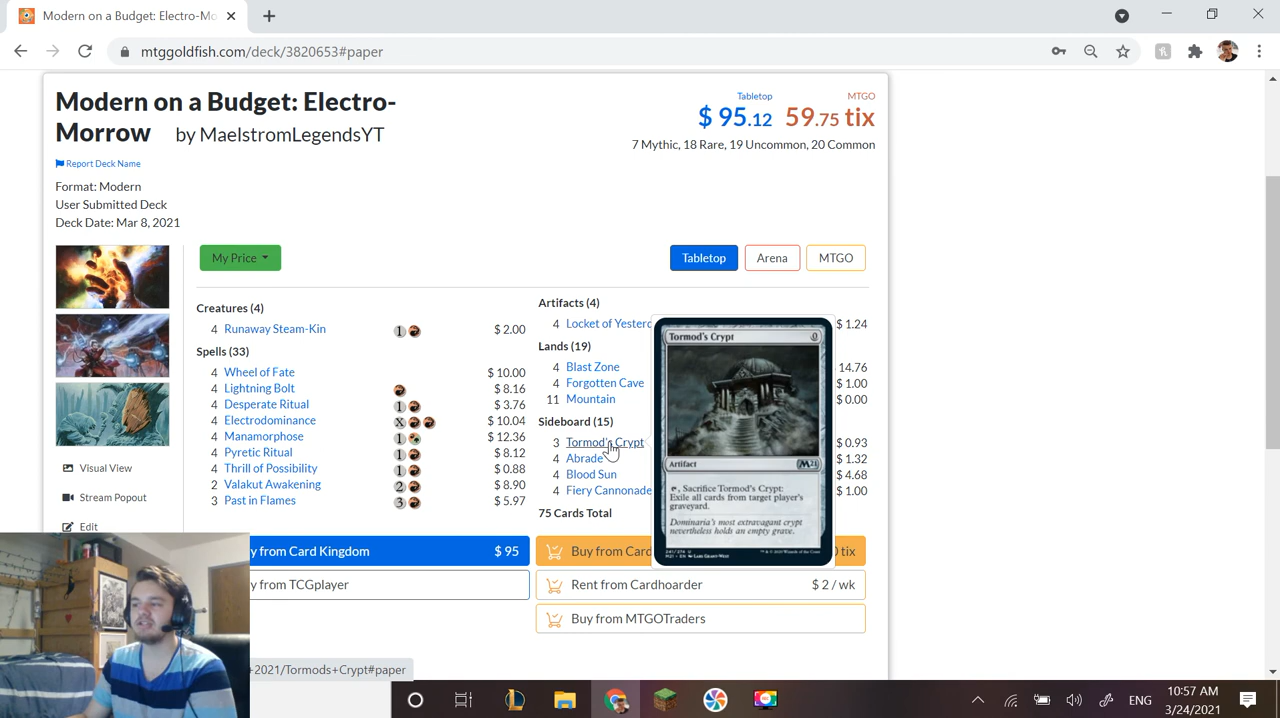 Modern on a Budget: Electro-Mo
mtggoldfish.com/deck/3820653#paper
Modern on a Budget: Electro-
Morrow by MaelstromLegendsYT
Report Deck Name
Tabletop
$ 95.12
MTGO
59.75 tix
7 Mythic, 18 Rare, 19 Uncommon, 20 Common
Format: Modern
User Submitted Deck
Deck Date: Mar 8, 2021
My Price
Tabletop
Arena
MTGO
Creatures (4)
4 Runaway Steam-Kin 1 $ 2.00
Spells (33)
4 Wheel of Fate $ 10.00
4 Lightning Bolt $ 8.16
4 Desperate Ritual 1 $ 3.76
4 Electrodominance X $ 10.04
4 Manamorphose 1 $ 12.36
4 Pyretic Ritual 1 $ 8.12
4 Thrill of Possibility 1 $ 0.88
2 Valakut Awakening 2 $ 8.90
3 Past in Flames 3 $ 5.97
Artifacts (4)
4 Locket of Yesterd $ 1.24
Lands (19)
4 Blast Zone 14.76
4 Forgotten Cave $ 1.00
11 Mountain $ 0.00
Sideboard (15)
3 Tormod's Crypt $ 0.93
4 Abrade $ 1.32
4 Blood Sun $ 4.68
4 Fiery Cannonade $ 1.00
75 Cards Total
Tormod's Crypt 0
Artifact M21
, Sacrifice Tormod's Crypt:
Exile all cards from target player's
graveyard.
Dominaria's most extravagant crypt
nevertheless holds an empty grave.
Visual View
Stream Popout
Edit
y from Card Kingdom $ 95
y from TCGplayer
Buy from Card 0 tix
Rent from Cardhoarder $ 2 / wk
Buy from MTGOTraders
+2021/Tormods+Crypt#paper
ENG
10:57 AM
3/24/2021